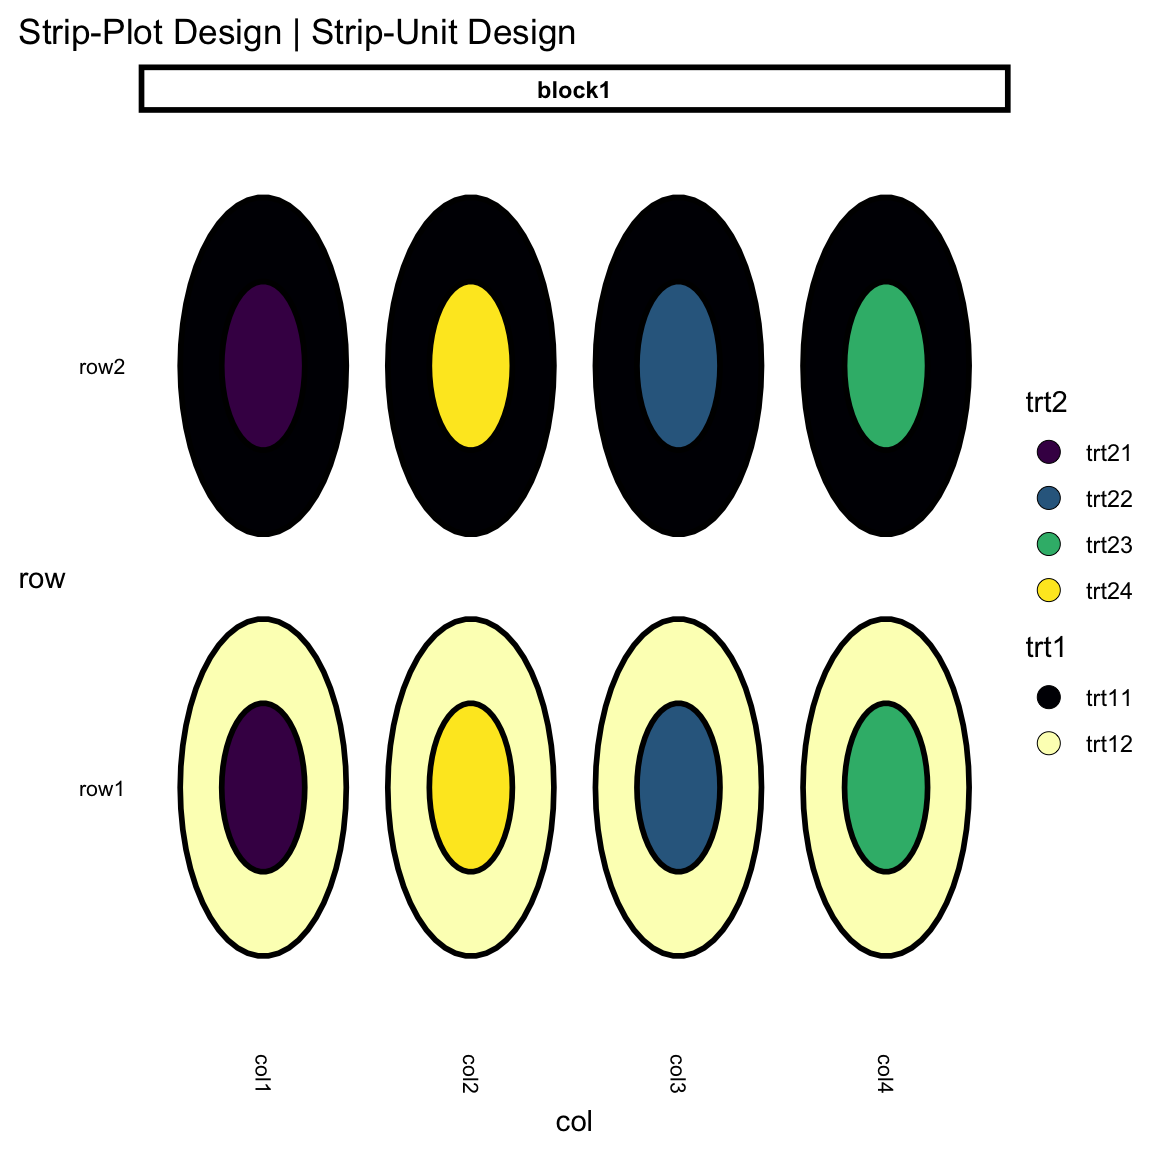 Strip-Plot Design | Strip-Unit Design
block1
row2
row
row1
trt2
trt21
trt22
trt23
trt24
trt1
trt11
trt12
col1
col2
col3
col4
col